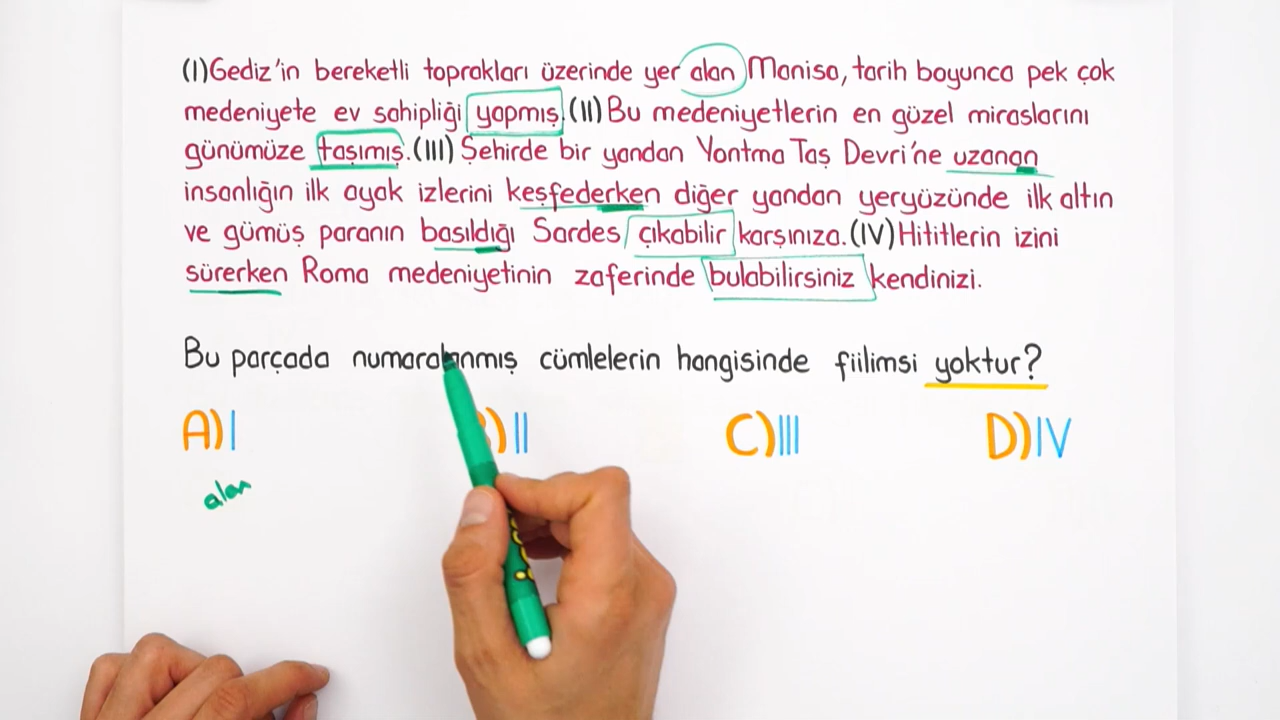 (I)Gediz'in bereketli toprakları üzerinde yer alan Manisa, tarih boyunca pek çok
medeniyete ev sahipliği yapmış.(II)Bu medeniyetlerin en güzel miraslarını
günümüze taşımış.(III)Şehirde bir yandan Yontma Taş Devri'ne uzanan
insanlığın ilk ayak izlerini keşfederken diğer yandan yeryüzünde ilk altın
ve gümüş paranın basıldığı Sardes çıkabilir karşınıza.(IV)Hititlerin izini
sürerken Roma medeniyetinin zaferinde bulabilirsiniz kendinizi.
Bu parçada numaralanmış cümlelerin hangisinde fiilimsi yoktur?
A)I B)II C)III D)IV
alan